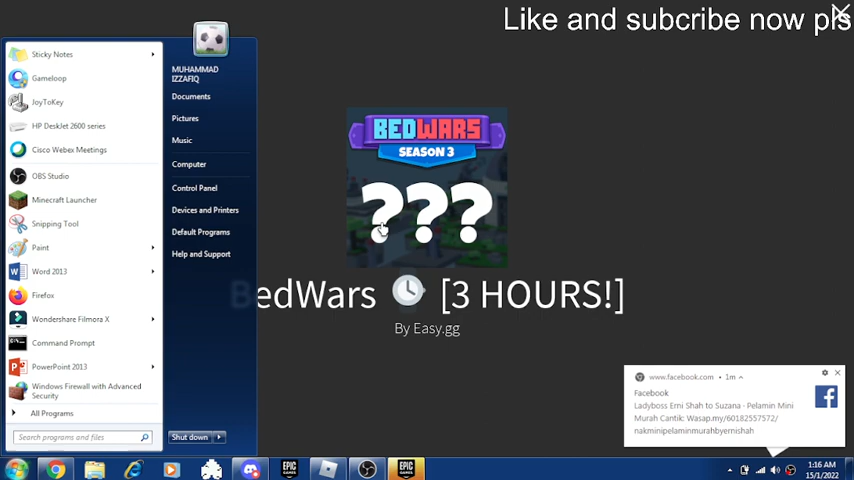 Like and subcribe now pls
Sticky Notes
Gameloop
JoyToKey
HP DeskJet 2600 series
Cisco Webex Meetings
OBS Studio
Minecraft Launcher
Snipping Tool
Paint
Word 2013
Firefox
Wondershare Filmora X
Command Prompt
PowerPoint 2013
Windows Firewall with Advanced
Security
All Programs
Search programs and files
MUHAMMAD
IZZAFIQ
Documents
Pictures
Music
Computer
Control Panel
Devices and Printers
Default Programs
Help and Support
Shut down
BEDWARS
SEASON 3
???
BedWars 🕓 [3 HOURS!]
By Easy.gg
www.facebook.com • 1m
Facebook
Ladyboss Erni Shah to Suzana - Pelamin Mini
Murah Cantik: Wasap.my/60182557572/
nakminipelaminmurahbyernishah
EPIC
GAMES
EPIC
GAMES
1:16 AM
15/1/2022